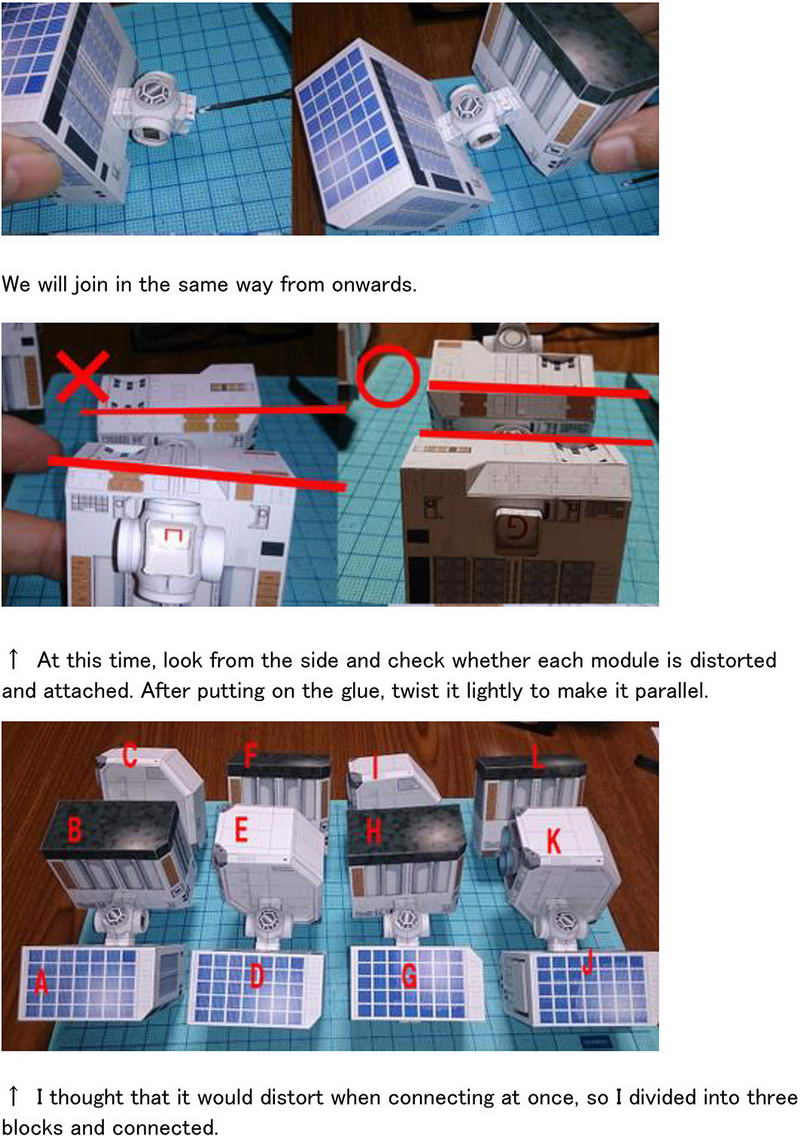 We will join in the same way from onwards.
G
↑ At this time, look from the side and check whether each module is distorted
and attached. After putting on the glue, twist it lightly to make it parallel.
C F I L
B E H K
A D G J
↑ I thought that it would distort when connecting at once, so I divided into three
blocks and connected.